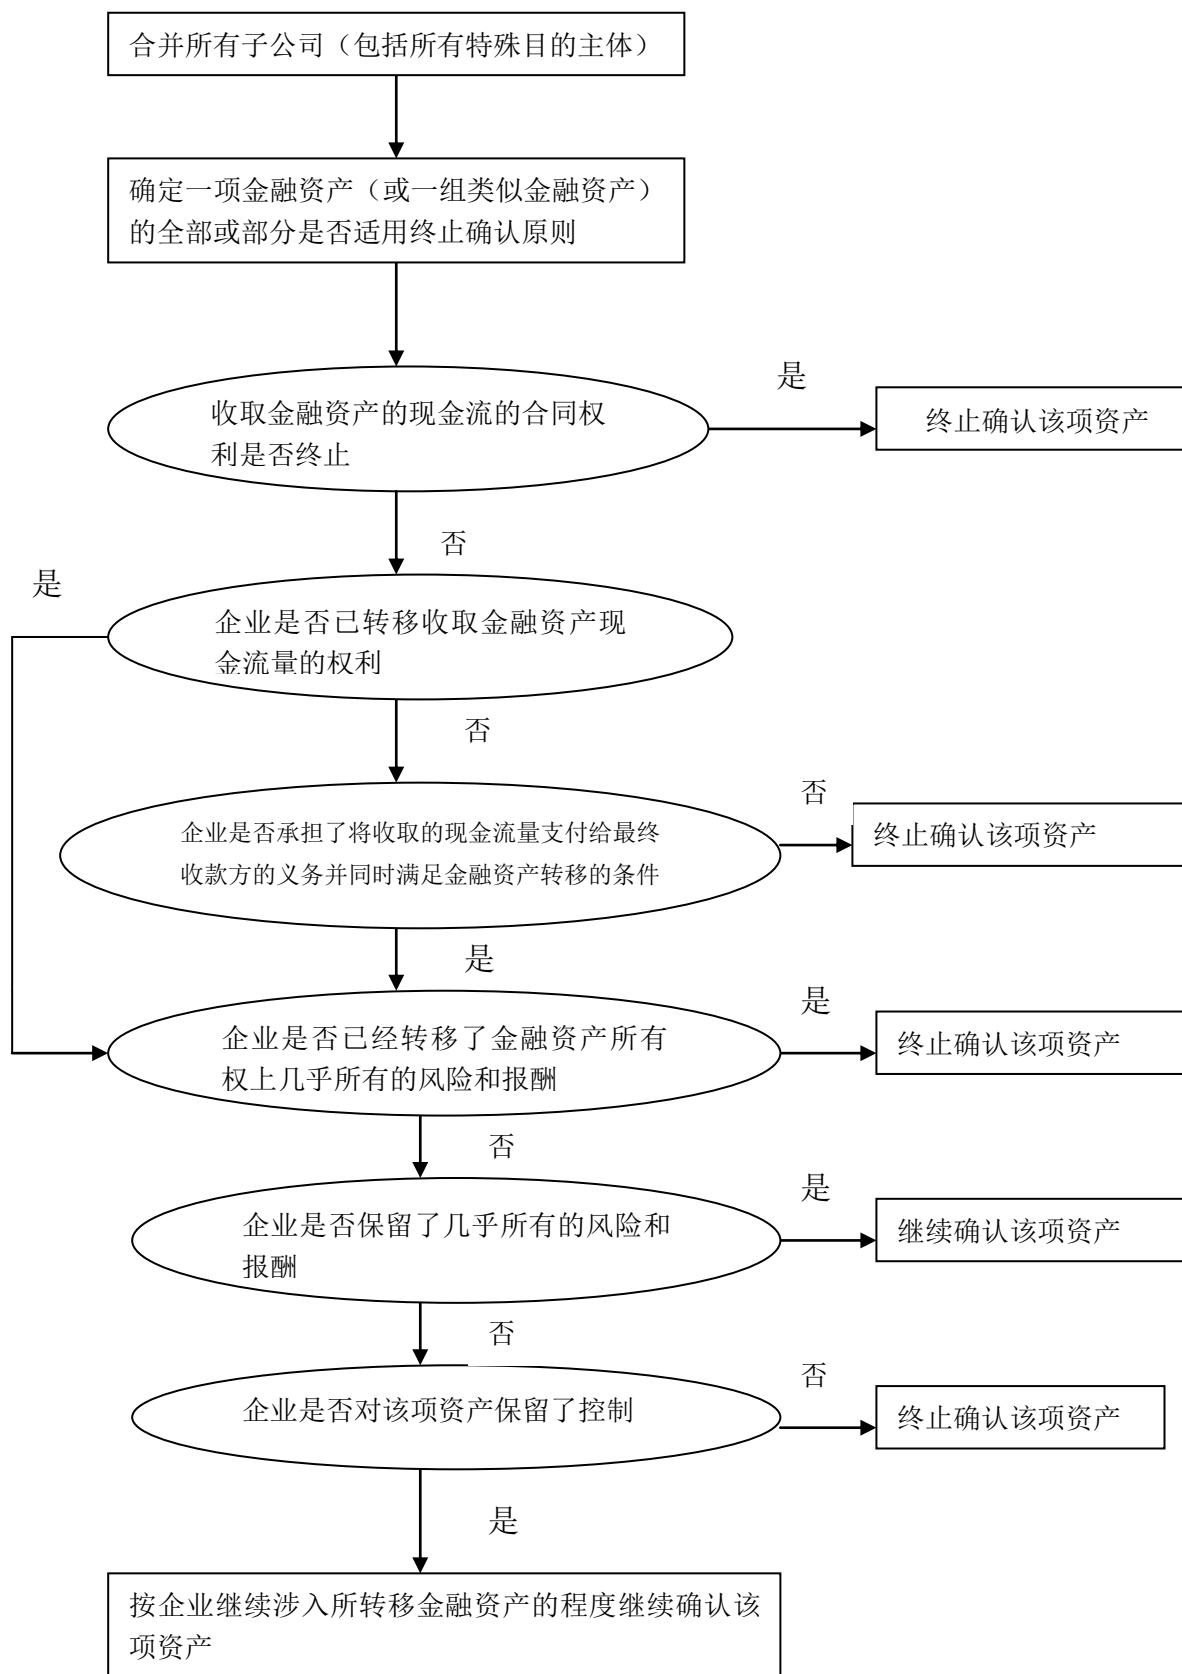 合并所有子公司（包括所有特殊目的主体）
确定一项金融资产（或一组类似金融资产）
的全部或部分是否适用终止确认原则
是
收取金融资产的现金流的合同权
利是否终止
终止确认该项资产
否
是
企业是否已转移收取金融资产现
金流量的权利
否
否
企业是否承担了将收取的现金流量支付给最终
收款方的义务并同时满足金融资产转移的条件
终止确认该项资产
是
是
企业是否已经转移了金融资产所有
权上几乎所有的风险和报酬
终止确认该项资产
否
是
企业是否保留了几乎所有的风险和
报酬
继续确认该项资产
否
否
企业是否对该项资产保留了控制
终止确认该项资产
是
按企业继续涉入所转移金融资产的程度继续确认该
项资产